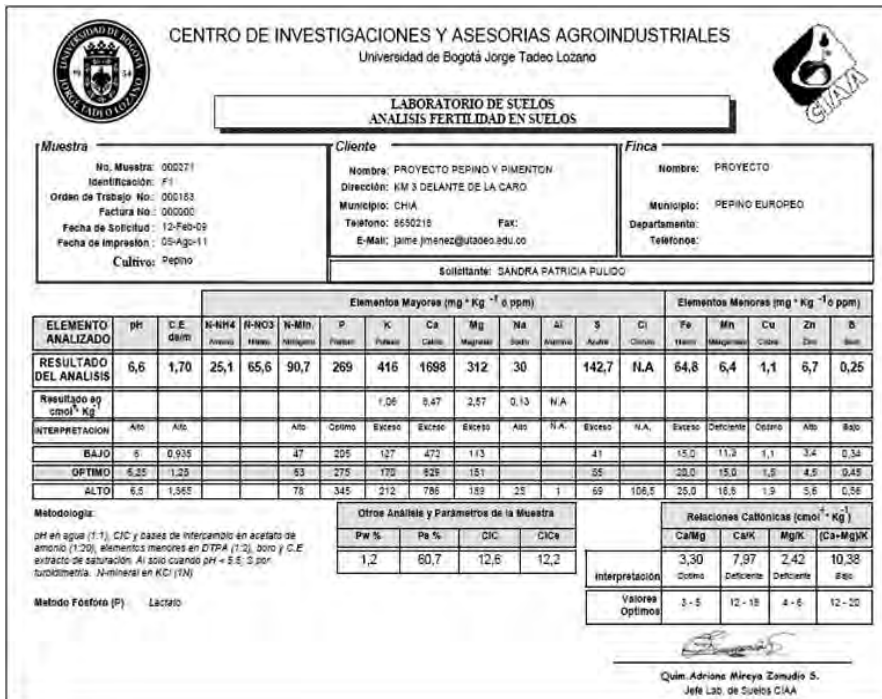 CENTRO DE INVESTIGACIONES Y ASESORIAS AGROINDUSTRIALES
Universidad de Bogotá Jorge Tadeo Lozano
UNIVERSIDAD DE BOGOTA
JORGE TADEO LOZANO
CIAA
LABORATORIO DE SUELOS
ANALISIS FERTILIDAD EN SUELOS
Muestra
No. Muestra: 000271
Identificación: F1
Orden de Trabajo No.: 000163
Factura No.: 000000
Fecha de Solicitud: 12-Feb-09
Fecha de Impresión: 05-Ago-11
Cultivo: Pepino
Cliente
Nombre: PROYECTO PEPINO Y PIMENTON
Dirección: KM 3 DELANTE DE LA CARO
Municipio: CHIA
Teléfono: 8650218 Fax:
E-Mail: jaime.jimenez@utadeo.edu.co
Finca
Nombre: PROYECTO
Municipio: PEPINO EUROPEO
Departamento:
Teléfonos:
Solicitante: SANDRA PATRICIA PULIDO
Elementos Mayores (mg * Kg -1 ó ppm) Elementos Menores (mg * Kg -1 ó ppm)
ELEMENTO ANALIZADO pH C.E. N-NH4 N-NO3 N-Min. P K Ca Mg Na Al S Cl Fe Mn Cu Zn B
RESULTADO DEL ANALISIS 6,6 1,70 25,1 65,6 90,7 269 416 1698 312 30 142,7 N.A 64,8 6,4 1,1 6,7 0,25
Resultado en cmol+ Kg-1 1,06 8,47 2,57 0,13 N.A
INTERPRETACION Alto Alto Alto Optimo Exceso Exceso Exceso Alto N.A. Exceso N.A. Exceso Deficiente Optimo Alto Bajo
BAJO 6 0,935 47 205 127 472 113 41 15,0 11,3 1,1 3,4 0,34
OPTIMO 6,25 1,25 63 275 170 629 151 55 20,0 15,0 1,5 4,5 0,45
ALTO 6,5 1,565 78 345 212 786 189 25 1 69 106,5 25,0 18,8 1,9 5,6 0,56
Metodología:
pH en agua (1:1), CIC y bases de intercambio en acetato de
amonio (1:20), elementos menores en DTPA (1:2), boro y C.E
extracto de saturación. Al solo cuando pH < 5.5; S por
turbidimetría. N-mineral en KCl (1N)
Metodo Fósforo (P) Lactato
Otros Análisis y Parámetros de la Muestra
Pw % Ps % CIC CICe
1,2 60,7 12,6 12,2
Relaciones Catiónicas (cmol+ * Kg-1)
Ca/Mg Ca/K Mg/K (Ca+Mg)/K
3,30 7,97 2,42 10,38
Interpretación Optimo Deficiente Deficiente Bajo
Valores Optimos 3 - 5 12 - 18 4 - 6 12 - 20
Quim. Adriana Mireya Zamudio S.
Jefe Lab. de Suelos CIAA